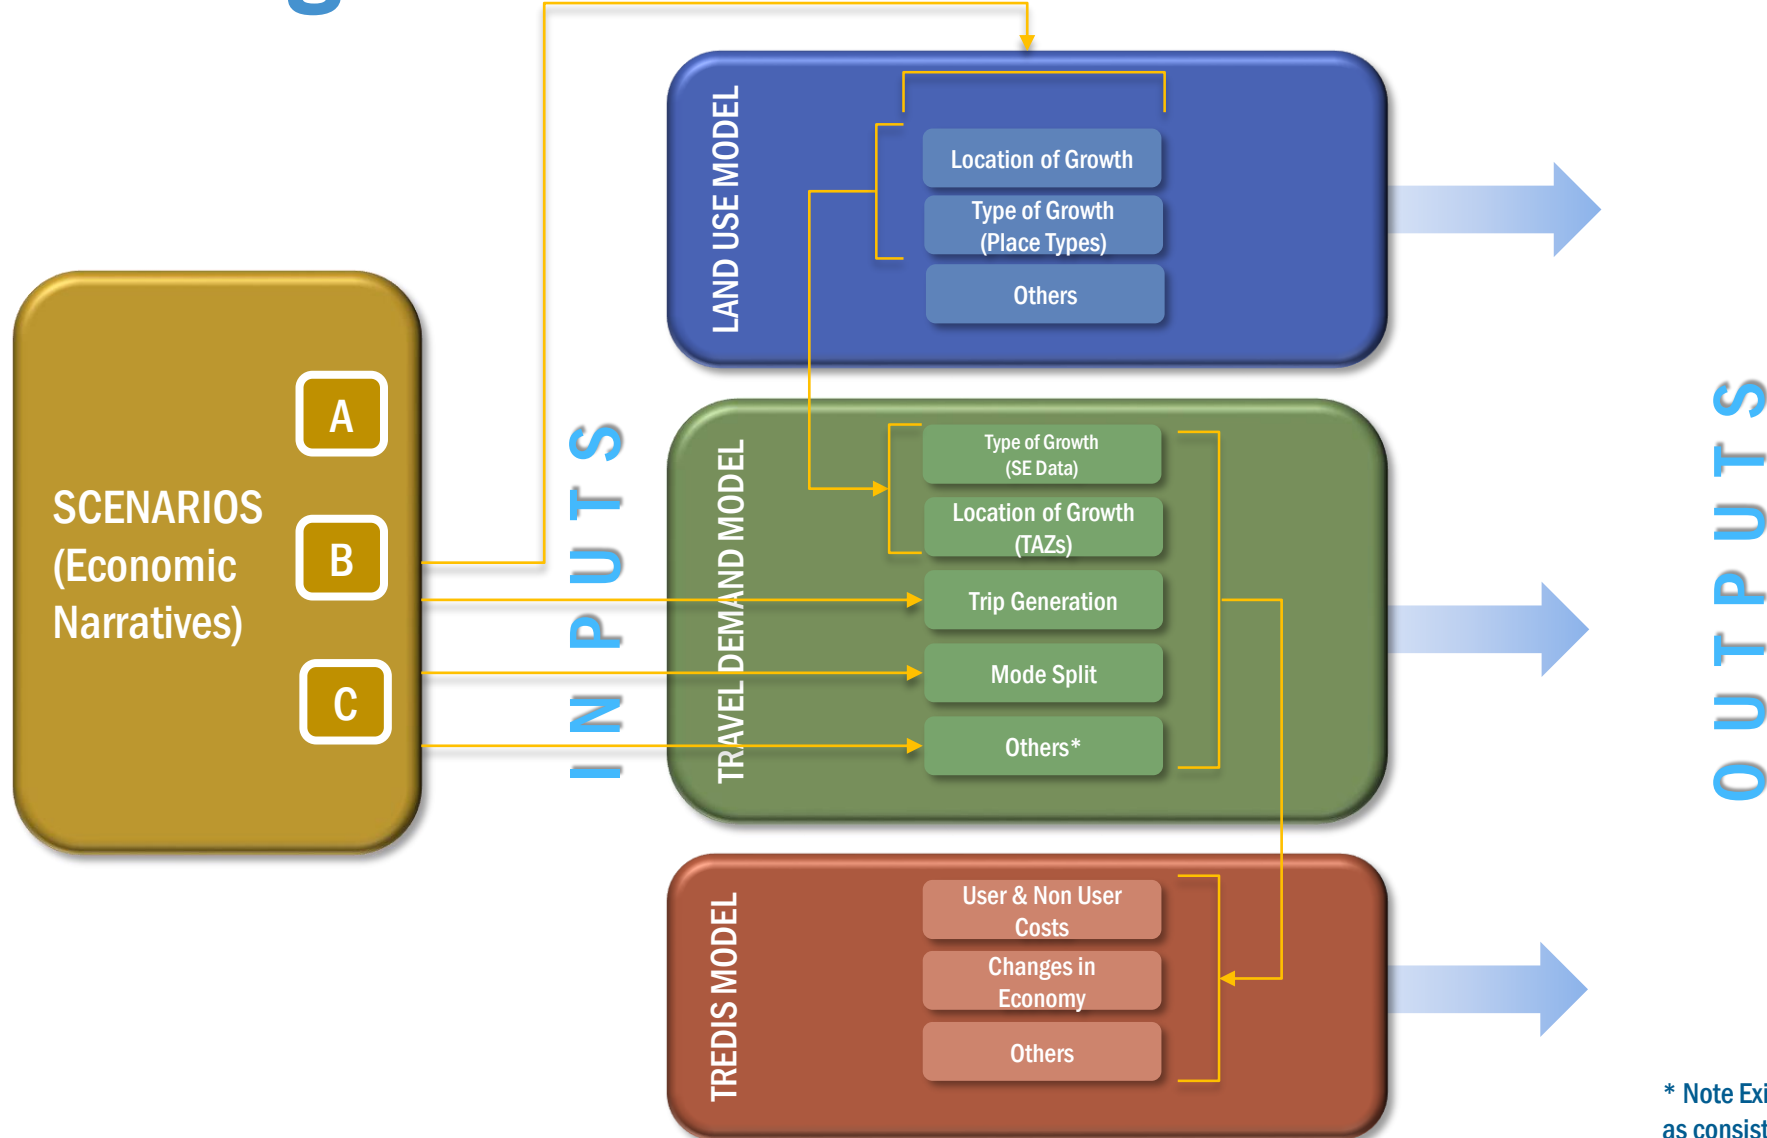 SCENARIOS
(Economic
Narratives)
A
B
C
INPUTS
LAND USE MODEL
Location of Growth
Type of Growth
(Place Types)
Others
TRAVEL DEMAND MODEL
Type of Growth
(SE Data)
Location of Growth
(TAZs)
Trip Generation
Mode Split
Others*
TREDIS MODEL
User & Non User
Costs
Changes in
Economy
Others
OUTPUTS
* Note
as